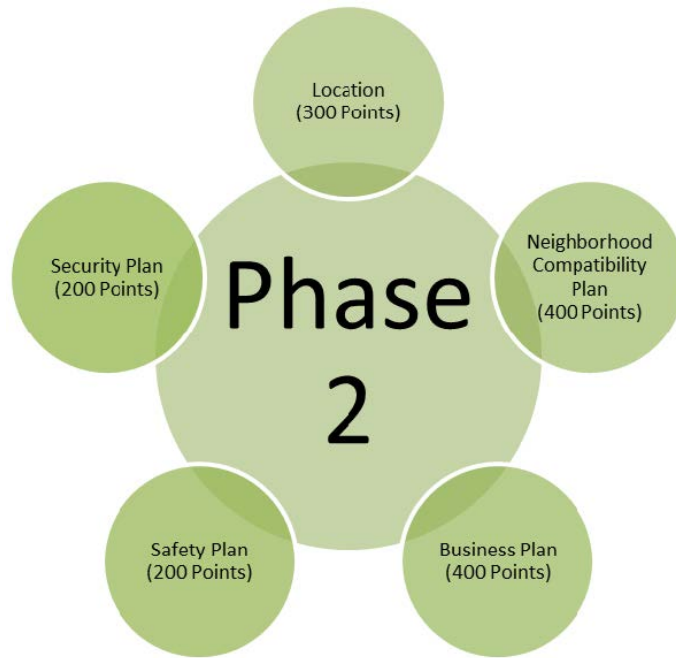 Location
(300 Points)
Neighborhood
Compatibility
Plan
(400 Points)
Business Plan
(400 Points)
Safety Plan
(200 Points)
Security Plan
(200 Points)
Phase
2